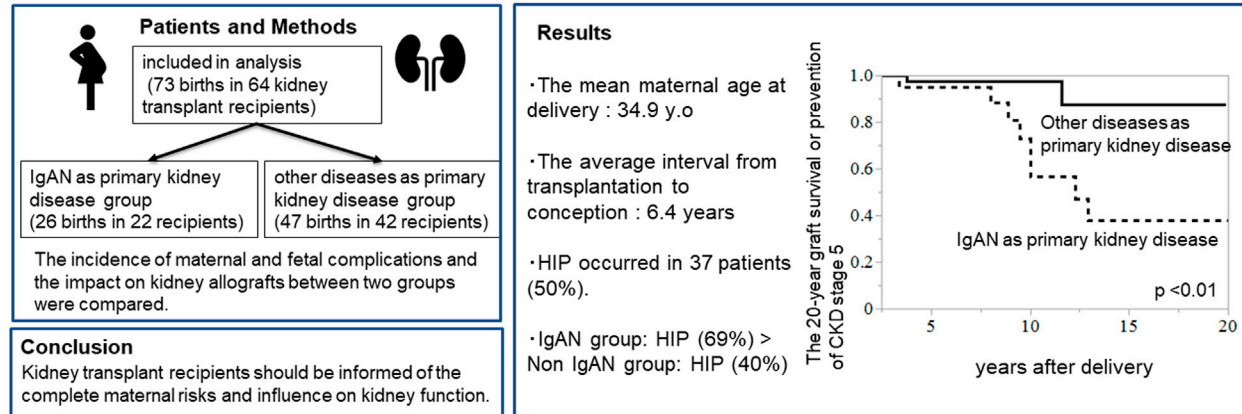 Patients and Methods
included in analysis
(73 births in 64 kidney
transplant recipients)
IgAN as primary kidney
disease group
(26 births in 22 recipients)
other diseases as primary
kidney disease group
(47 births in 42 recipients)
The incidence of maternal and fetal complications and
the impact on kidney allografts between two groups
were compared.
Conclusion
Kidney transplant recipients should be informed of the
complete maternal risks and influence on kidney function.
Results
・The mean maternal age at
delivery : 34.9 y.o
・The average interval from
transplantation to
conception : 6.4 years
・HIP occurred in 37 patients
(50%).
・IgAN group: HIP (69%) >
Non IgAN group: HIP (40%)
The 20-year graft survival or prevention
of CKD stage 5
1.0
0.8
0.6
0.4
0.2
0
Other diseases as
primary kidney disease
IgAN as primary kidney disease
p <0.01
5
10
15
20
years after delivery